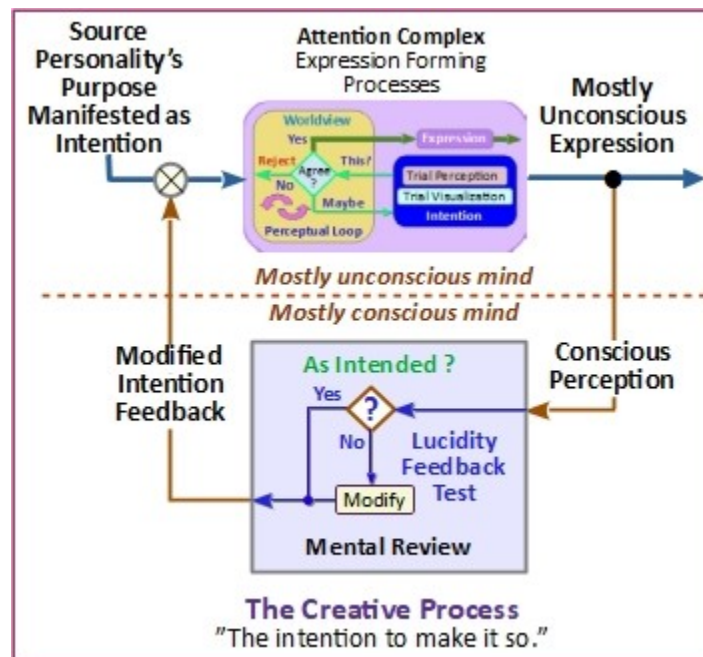 Source
Personality's
Purpose
Manifested as
Intention
Attention Complex
Expression Forming
Processes
Mostly
Unconscious
Expression
Worldview
Yes
Expression
Reject
Agree
?
This?
Trial Perception
No
Trial Visualization
Maybe
Intention
Perceptual Loop
Mostly unconscious mind
Mostly conscious mind
Modified
Intention
Feedback
As Intended ?
Yes
?
No
Lucidity
Feedback
Test
Modify
Mental Review
Conscious
Perception
The Creative Process
"The intention to make it so."